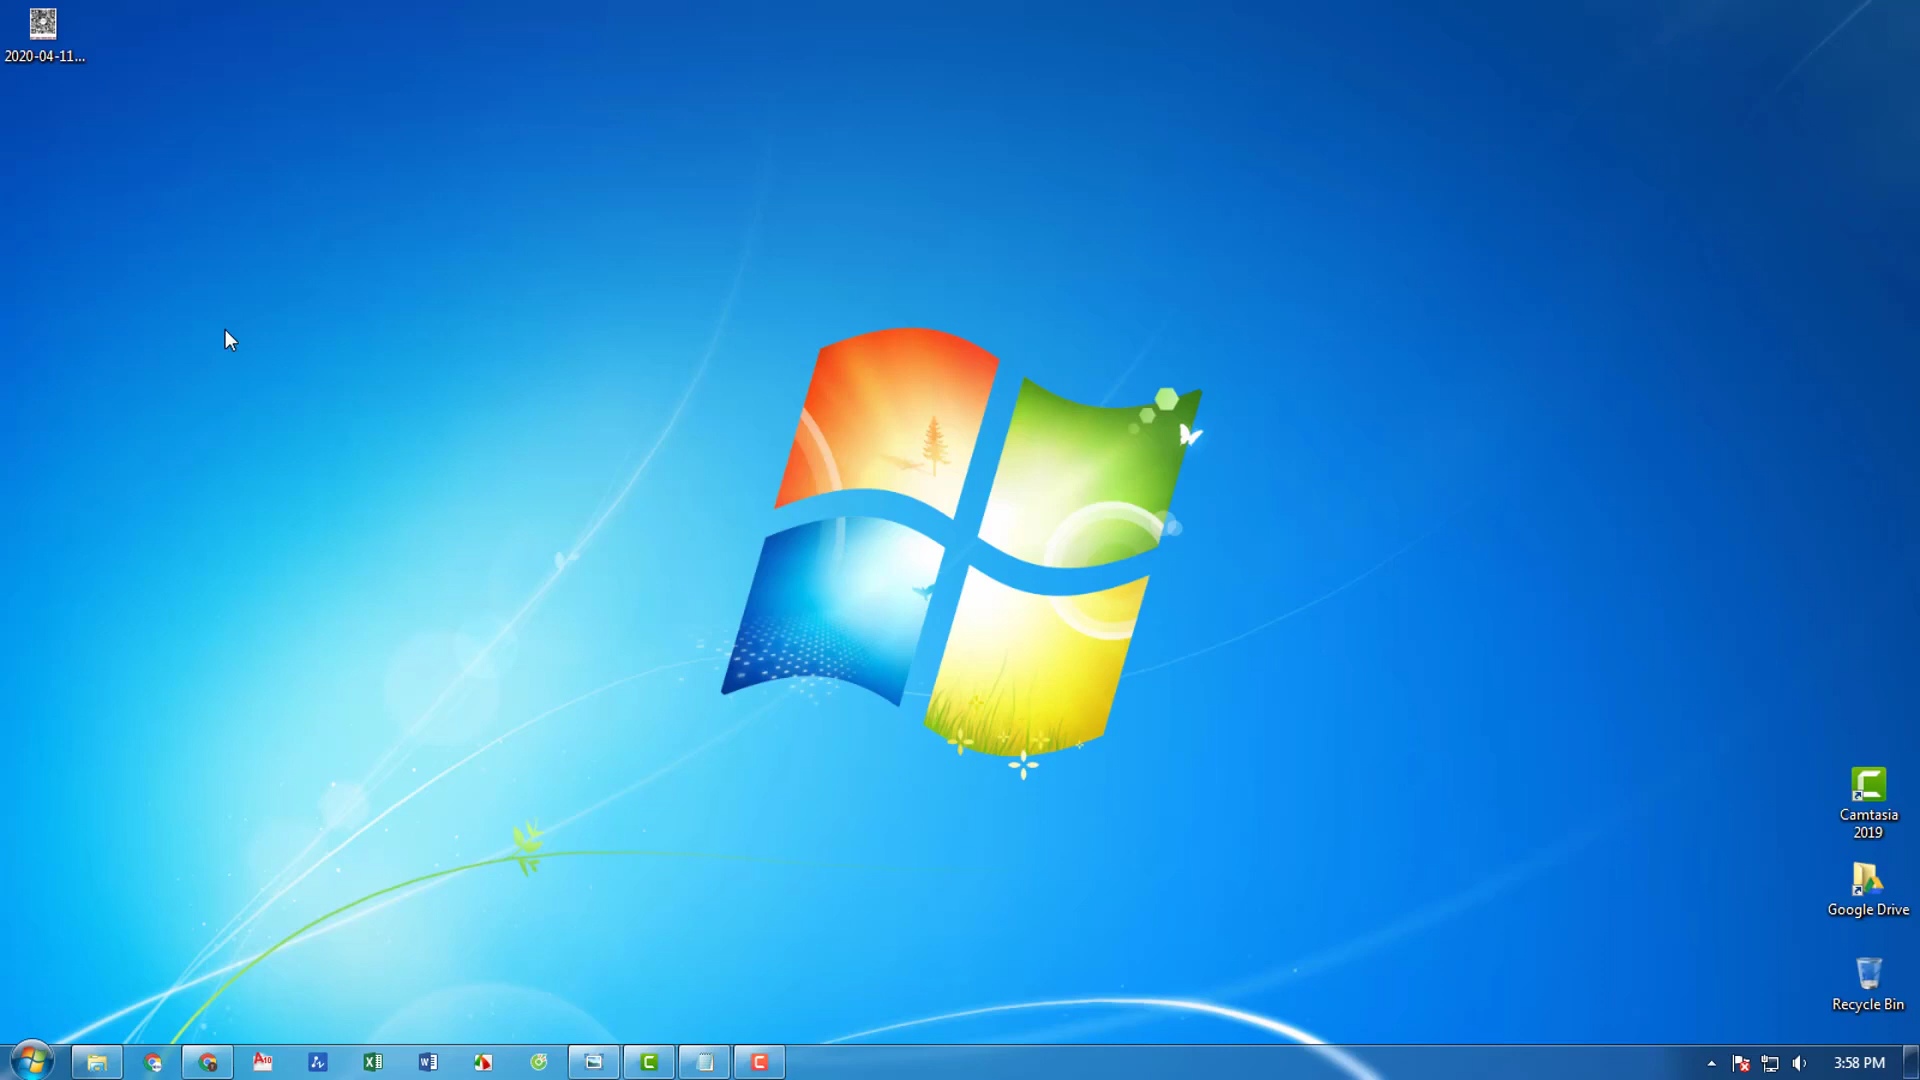 2020-04-11...
Camtasia
2019
Google Drive
Recycle Bin
3:58 PM